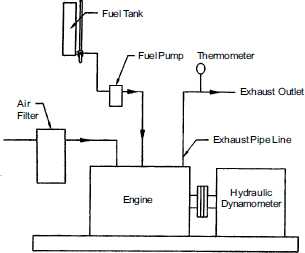 Fuel Tank
Fuel Pump
Thermometer
Exhaust Outlet
Air
Filter
Exhaust Pipe Line
Engine
Hydraulic
Dynamometer